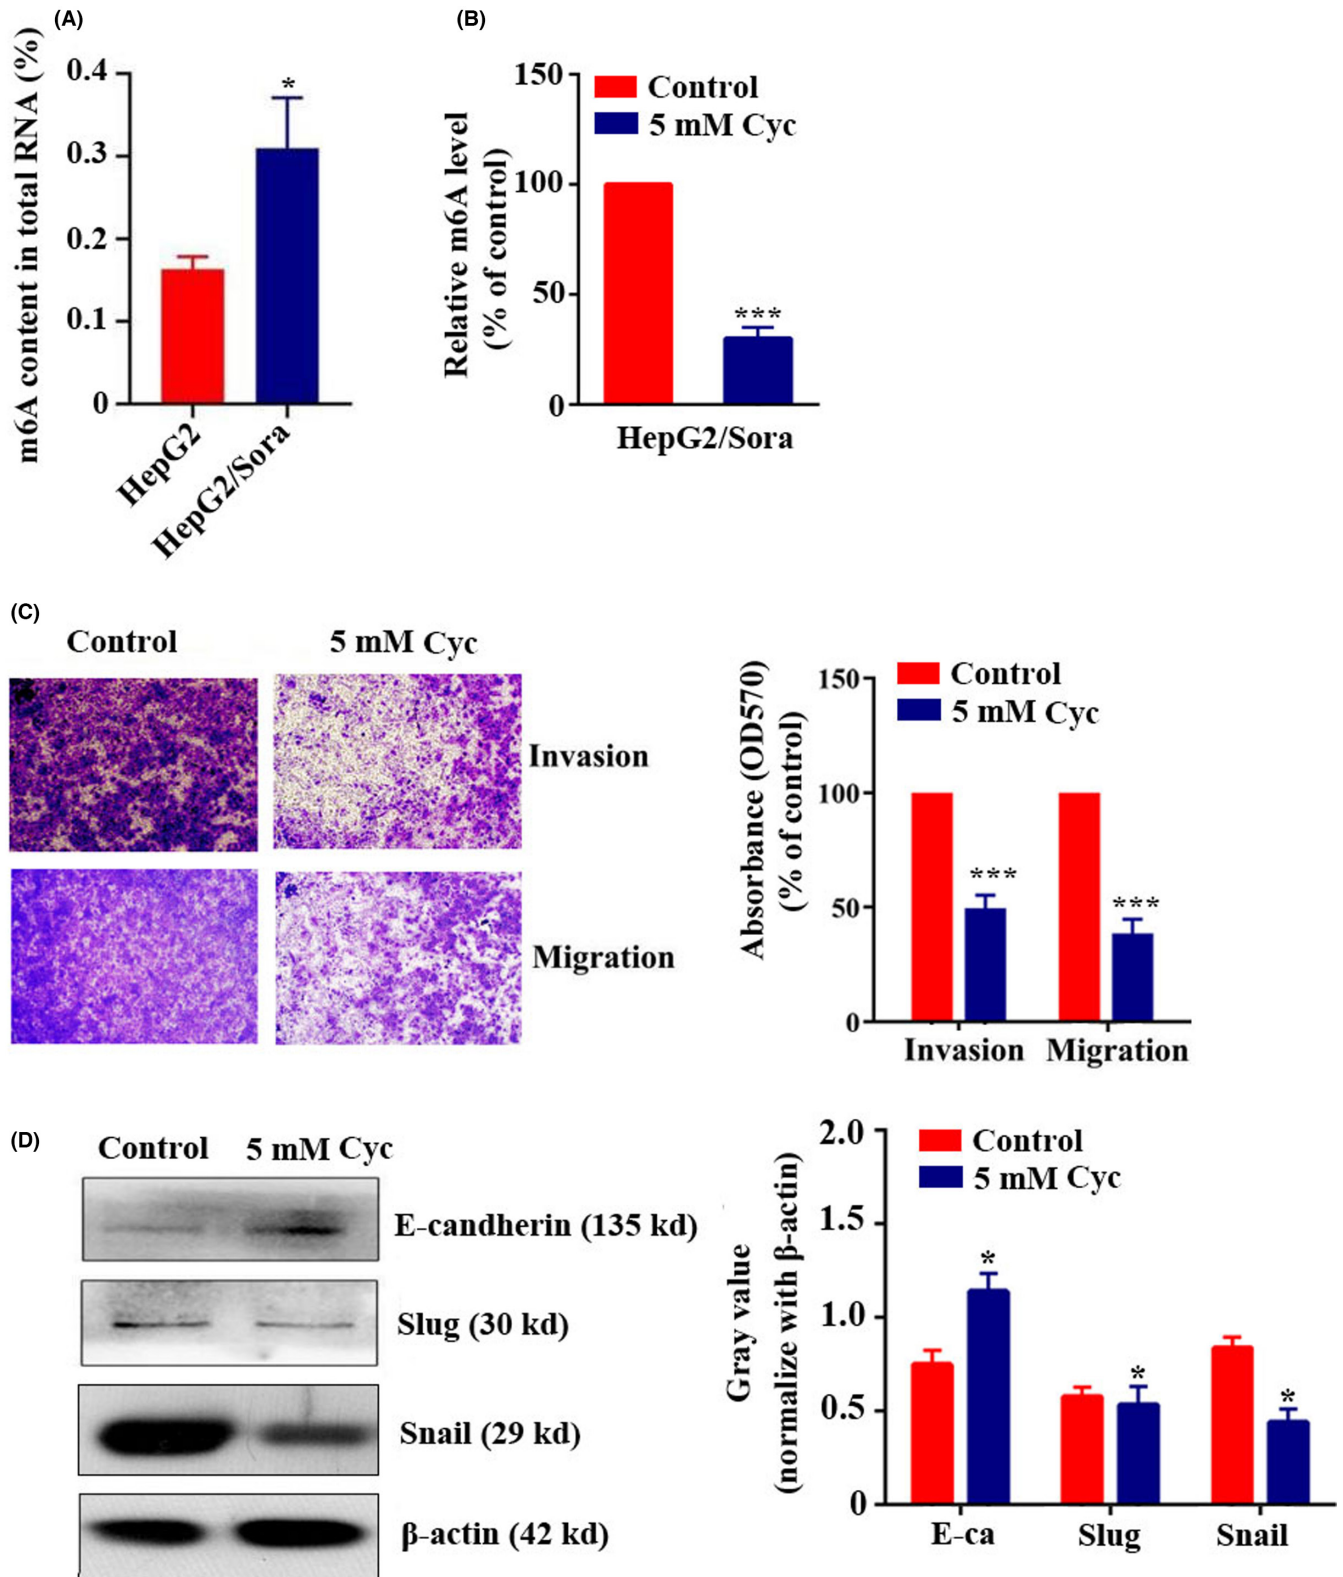 (A)
m6A content in total RNA (%)
0.4
0.3
0.2
0.1
0
*
HepG2
HepG2/Sora
(B)
Relative m6A level
(% of control)
150
100
50
0
Control
5 mM Cyc
***
HepG2/Sora
(C)
Control
5 mM Cyc
Invasion
Migration
Absorbance (OD570)
(% of control)
150
100
50
0
Control
5 mM Cyc
***
***
Invasion
Migration
(D)
Control
5 mM Cyc
E-candherin (135 kd)
Slug (30 kd)
Snail (29 kd)
β-actin (42 kd)
Gray value
(normalize with β-actin)
2.0
1.5
1.0
0.5
0
Control
5 mM Cyc
*
*
*
E-ca
Slug
Snail